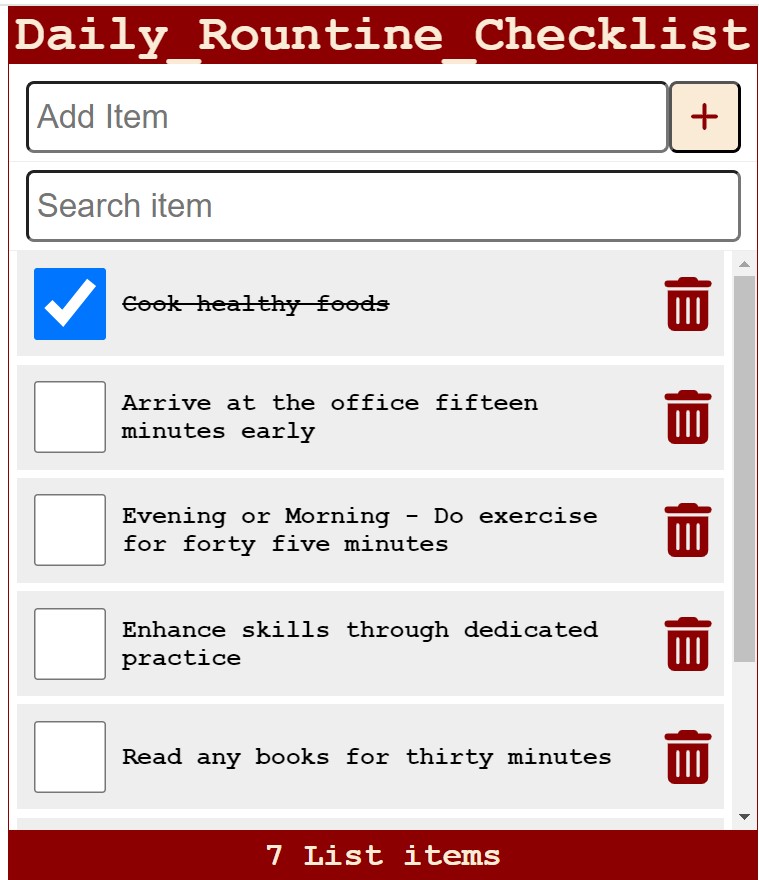 Daily_Rountine_Checklist
Add Item
+
Search item
Cook healthy foods
Arrive at the office fifteen
minutes early
Evening or Morning - Do exercise
for forty five minutes
Enhance skills through dedicated
practice
Read any books for thirty minutes
7 List items